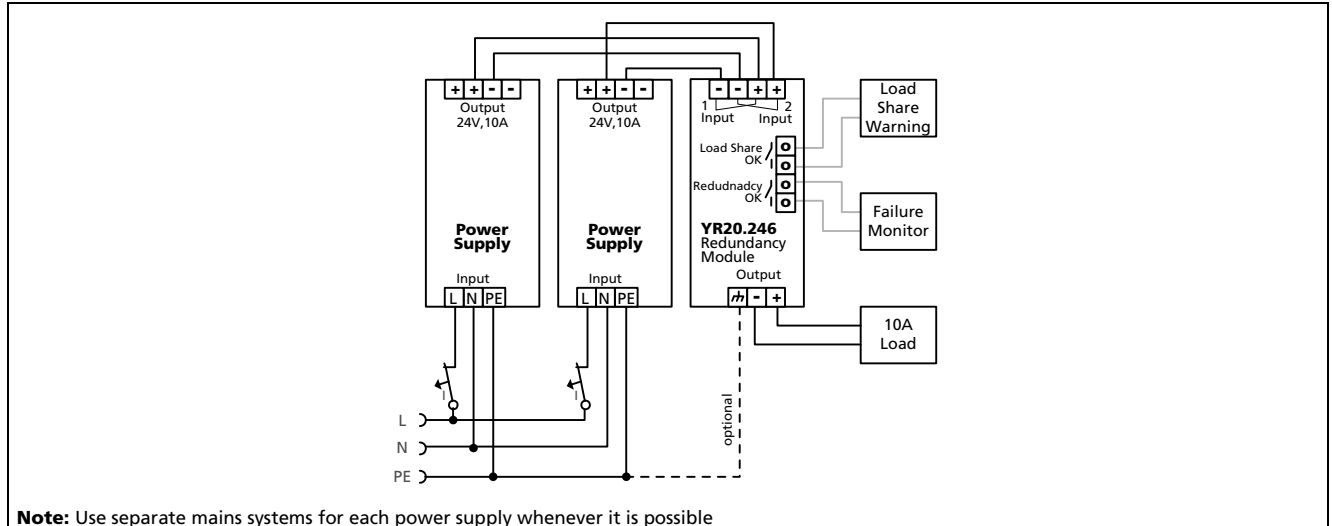 + + - -
Output
24V,10A
Power
Supply
Input
L N PE
+ + - -
Output
24V,10A
Power
Supply
Input
L N PE
- - + +
1 2
Input Input
Load Share
OK
o
o
Redudnadcy
OK
o
o
YR20.246
Redundancy
Module
Output
- +
Load
Share
Warning
Failure
Monitor
10A
Load
I
I
L
N
PE
optional
Note: Use separate mains systems for each power supply whenever it is possible